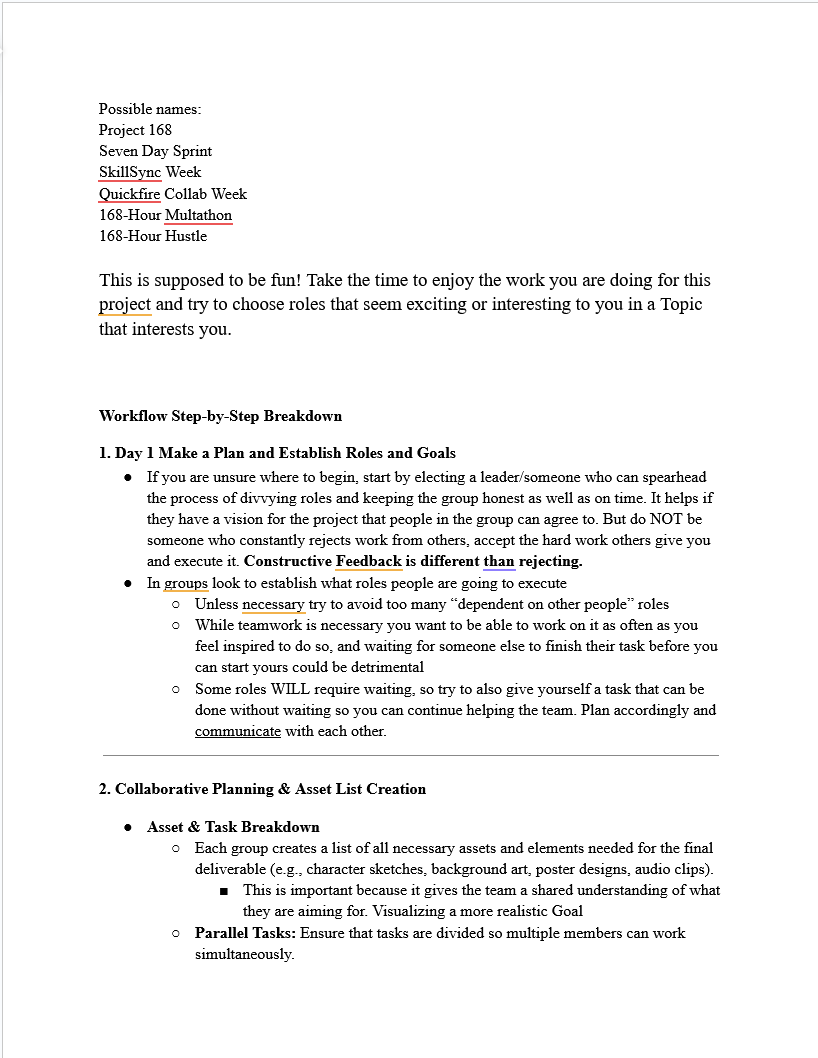 Possible names:
Project 168
Seven Day Sprint
SkillSync Week
Quickfire Collab Week
168-Hour Multathon
168-Hour Hustle
This is supposed to be fun! Take the time to enjoy the work you are doing for this
project and try to choose roles that seem exciting or interesting to you in a Topic
that interests you.
Workflow Step-by-Step Breakdown
1. Day 1 Make a Plan and Establish Roles and Goals
● If you are unsure where to begin, start by electing a leader/someone who can spearhead
the process of divvying roles and keeping the group honest as well as on time. It helps if
they have a vision for the project that people in the group can agree to. But do NOT be
someone who constantly rejects work from others, accept the hard work others give you
and execute it. Constructive Feedback is different than rejecting.
● In groups look to establish what roles people are going to execute
○ Unless necessary try to avoid too many “dependent on other people” roles
○ While teamwork is necessary you want to be able to work on it as often as you
feel inspired to do so, and waiting for someone else to finish their task before you
can start yours could be detrimental
○ Some roles WILL require waiting, so try to also give yourself a task that can be
done without waiting so you can continue helping the team. Plan accordingly and
communicate with each other.
2. Collaborative Planning & Asset List Creation
● Asset & Task Breakdown
○ Each group creates a list of all necessary assets and elements needed for the final
deliverable (e.g., character sketches, background art, poster designs, audio clips).
■ This is important because it gives the team a shared understanding of what
they are aiming for. Visualizing a more realistic Goal
○ Parallel Tasks: Ensure that tasks are divided so multiple members can work
simultaneously.